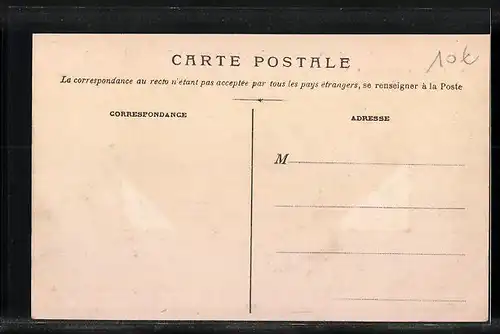 CARTE POSTALE
10k
La correspondance au recto n'étant pas acceptée par tous les pays étrangers, se renseigner à la Poste
CORRESPONDANCE
ADRESSE
M